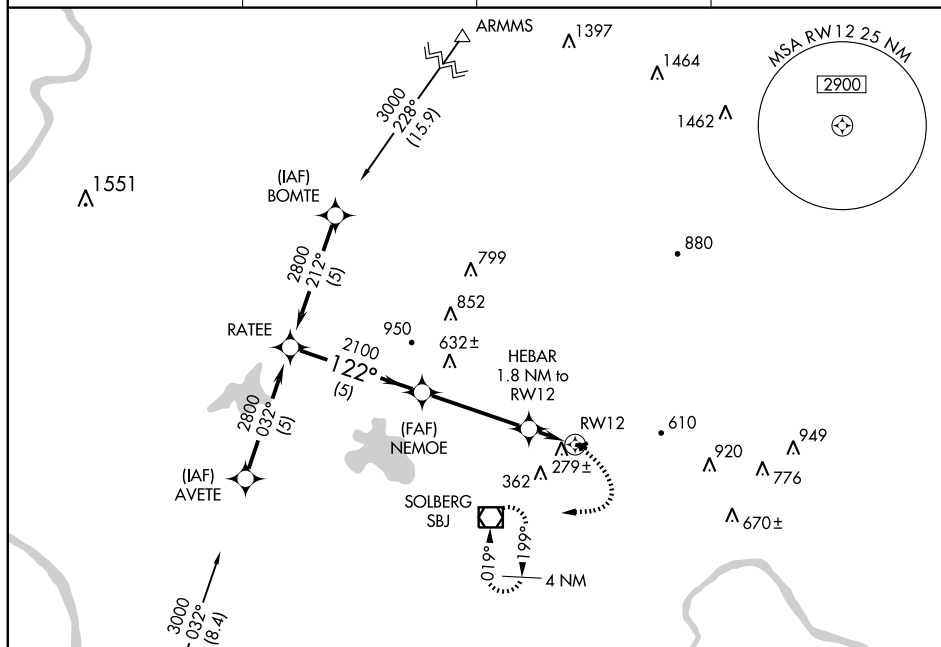 ARMMS
1397
1464
1462
MSA RW12 25 NM
2900
3000
228°
(15.9)
1551
(IAF)
BOMTE
2800
212°
(5)
799
880
852
950
632±
RATEE
2100
122°
(5)
HEBAR
1.8 NM to
RW12
(FAF)
NEMOE
RW12
610
2800
032°
(5)
(IAF)
AVETE
279±
362
920
949
776
670±
SOLBERG
SBJ
019°
199°
4 NM
3000
032°
(8.4)